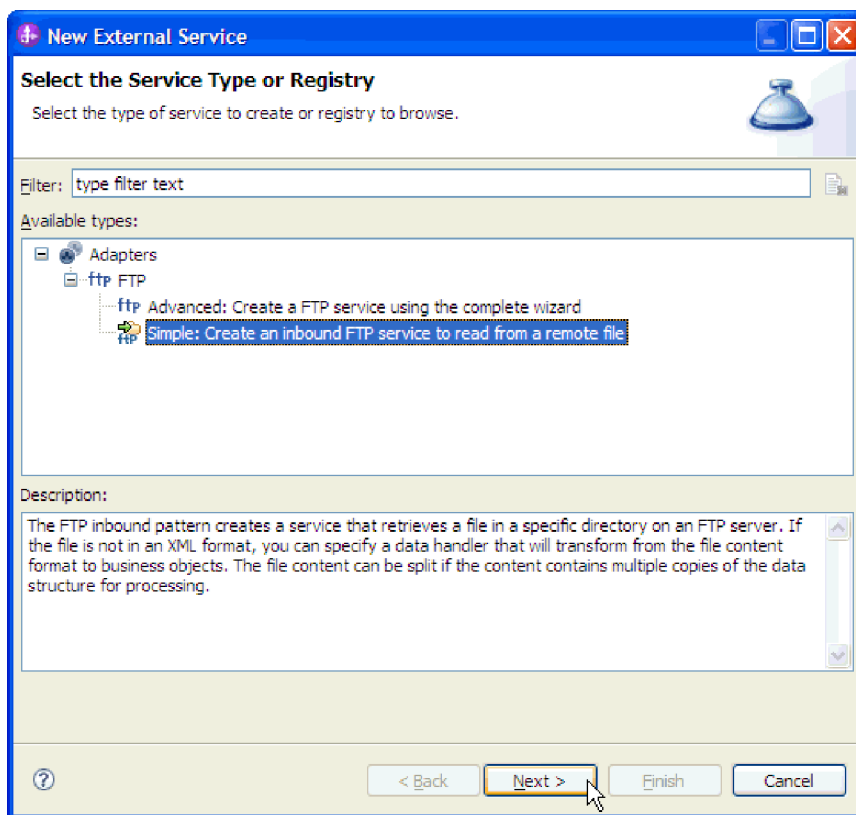 New External Service
Select the Service Type or Registry
Select the type of service to create or registry to browse.
Filter: type filter text
Available types:
Adapters
ftp FTP
ftp Advanced: Create a FTP service using the complete wizard
ftp Simple: Create an inbound FTP service to read from a remote file
Description:
The FTP inbound pattern creates a service that retrieves a file in a specific directory on an FTP server. If
the file is not in an XML format, you can specify a data handler that will transform from the file content
format to business objects. The file content can be split if the content contains multiple copies of the data
structure for processing.
? < Back Next > Finish Cancel